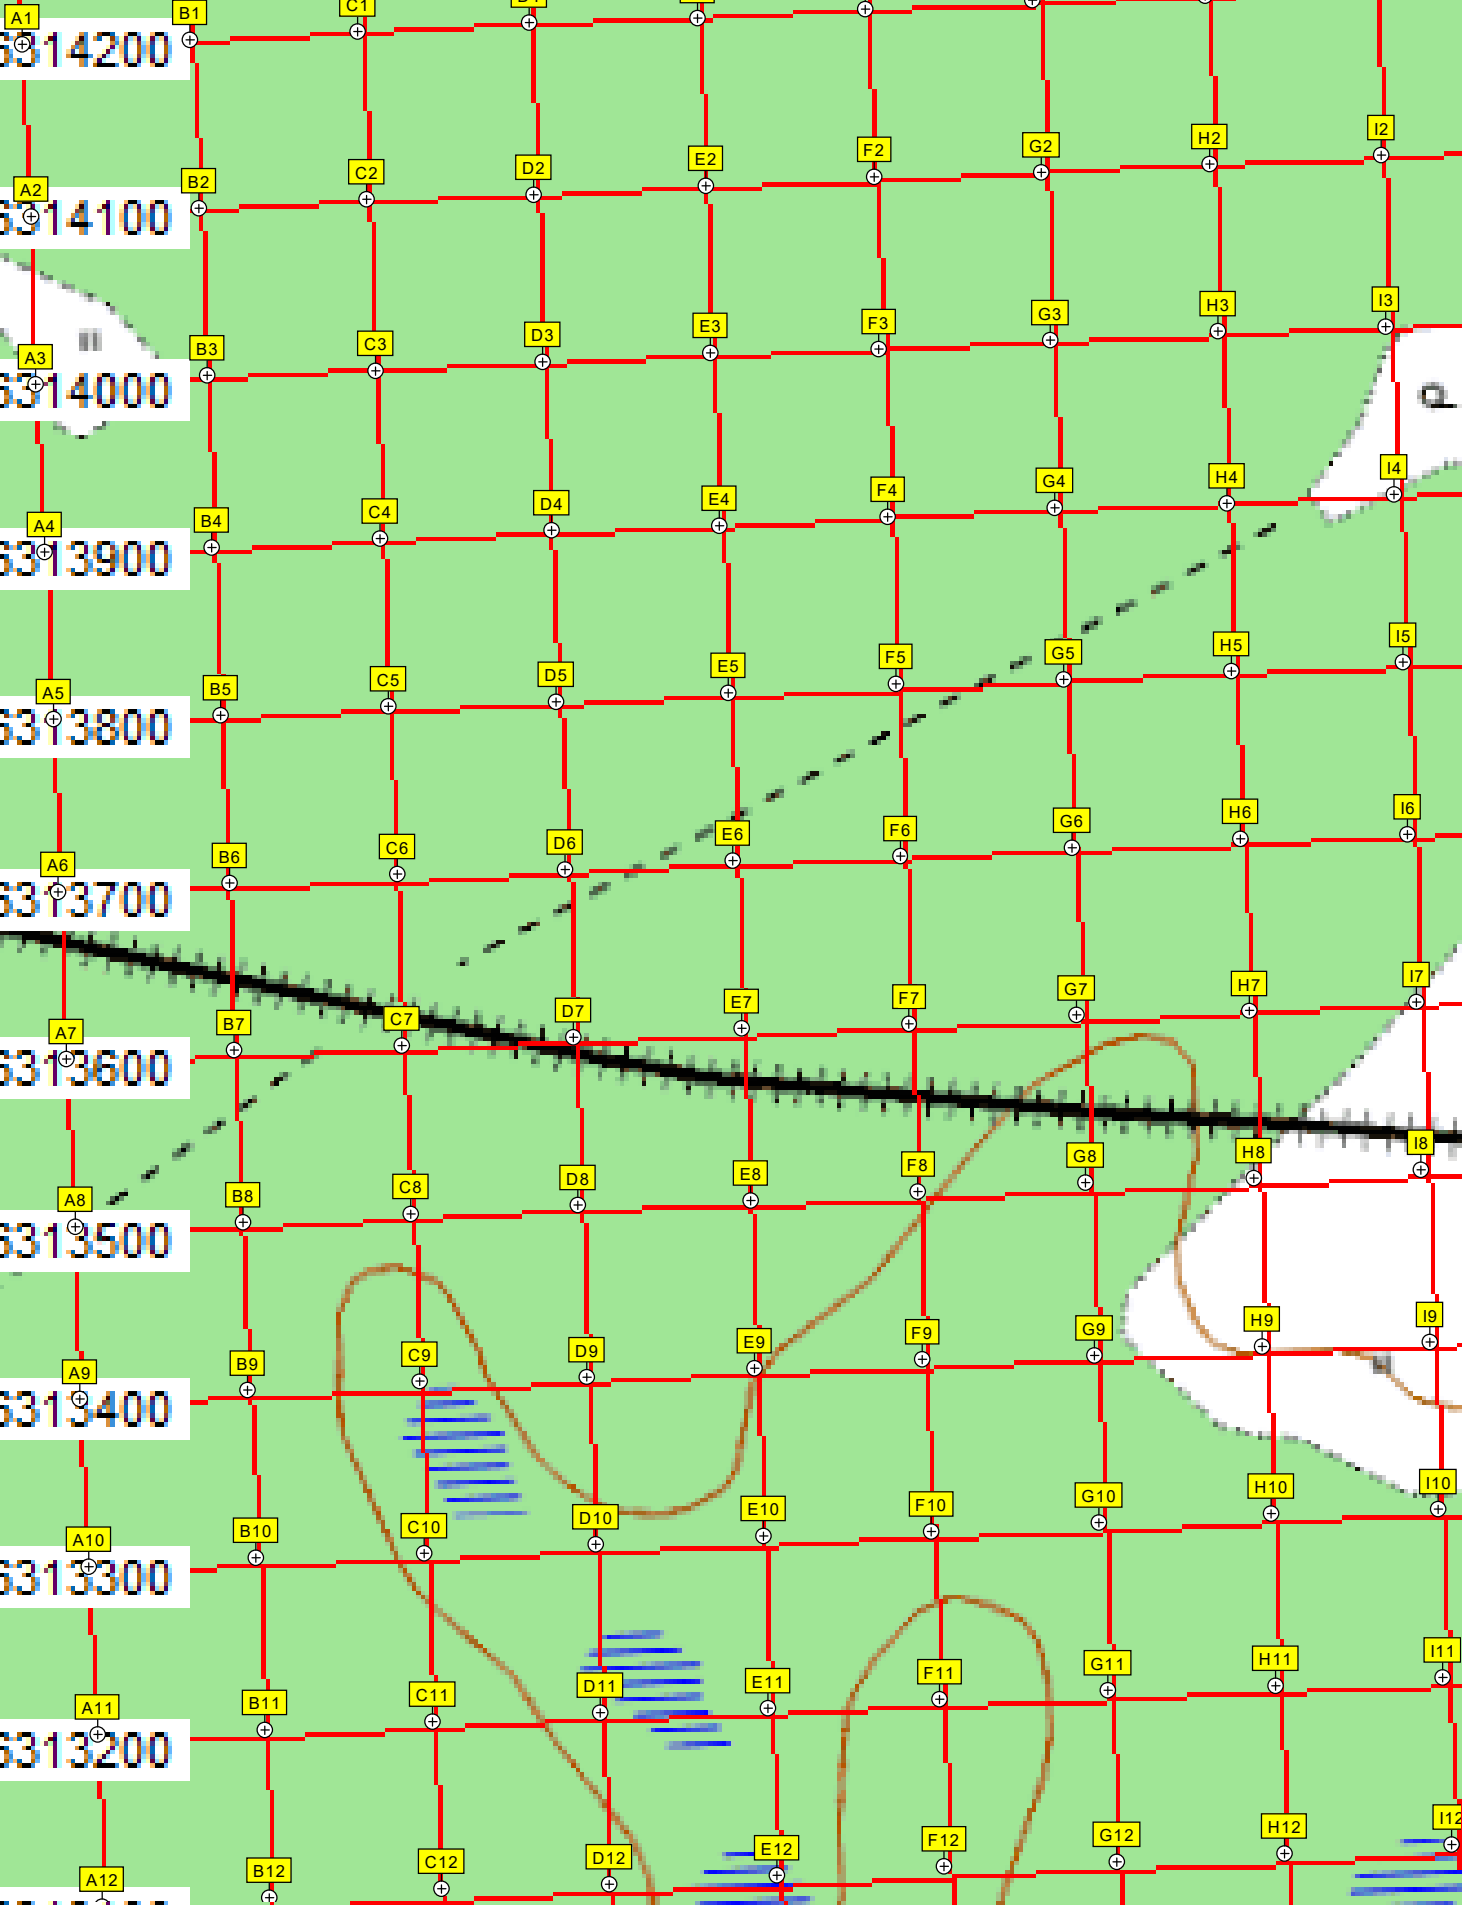 A1 B1 C1
6314200
A2 B2 C2 D2 E2 F2 G2 H2 I2
6314100
A3 B3 C3 D3 E3 F3 G3 H3 I3
6314000
A4 B4 C4 D4 E4 F4 G4 H4 I4
6313900
A5 B5 C5 D5 E5 F5 G5 H5 I5
6313800
A6 B6 C6 D6 E6 F6 G6 H6 I6
6313700
A7 B7 C7 D7 E7 F7 G7 H7 I7
6313600
A8 B8 C8 D8 E8 F8 G8 H8 I8
6313500
A9 B9 C9 D9 E9 F9 G9 H9 I9
6313400
A10 B10 C10 D10 E10 F10 G10 H10 I10
6313300
A11 B11 C11 D11 E11 F11 G11 H11 I11
6313200
A12 B12 C12 D12 E12 F12 G12 H12 I12